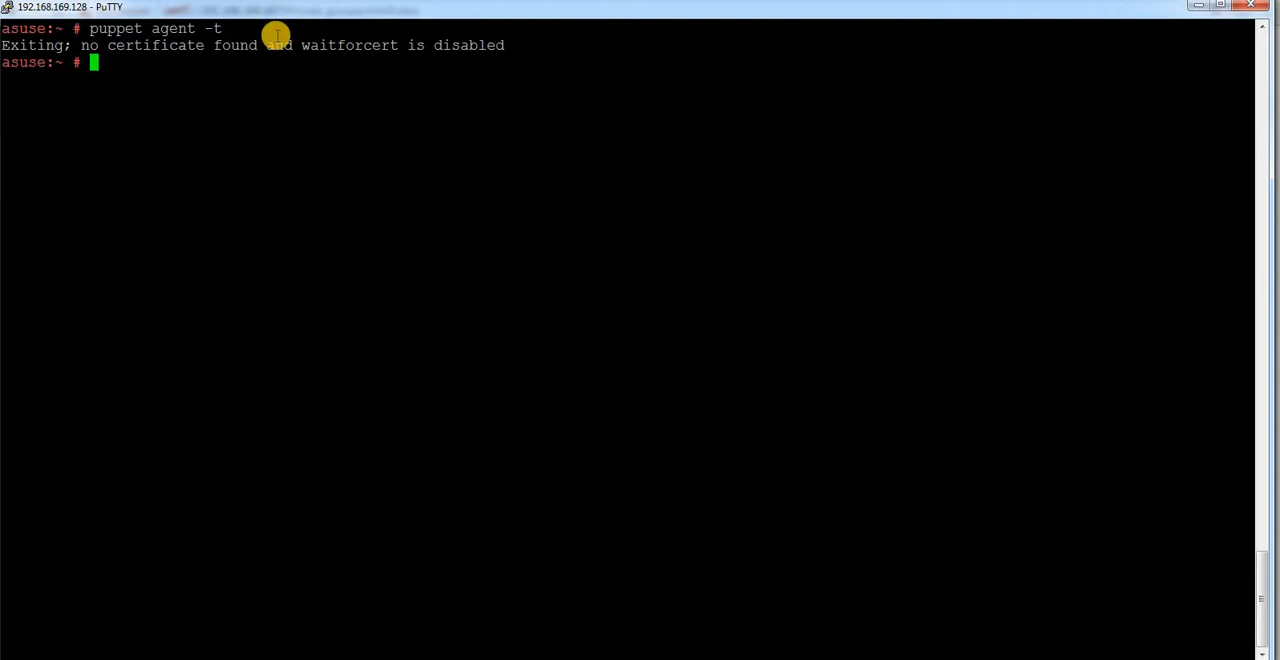 192.168.169.128 - PuTTY
asuse:~ # puppet agent -t
Exiting; no certificate found and waitforcert is disabled
asuse:~ #